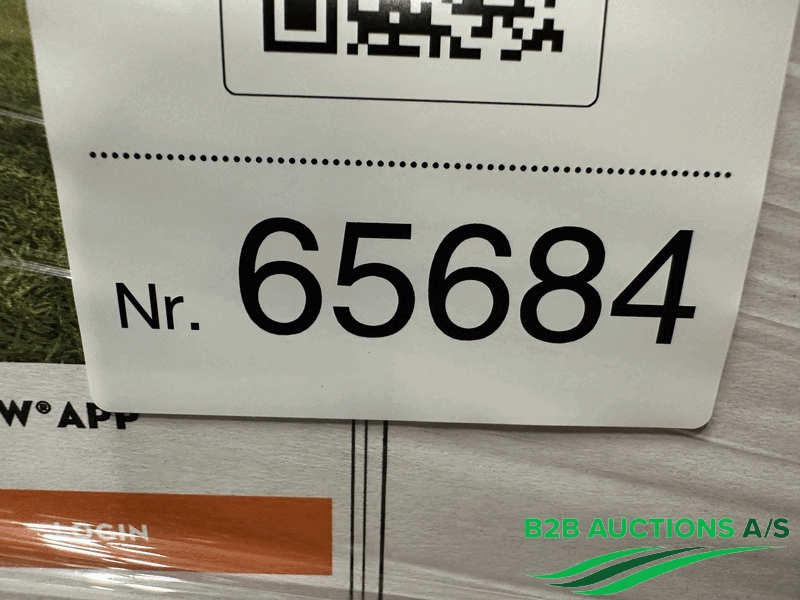 Nr. 65684
W® APP
LOGIN
B2B AUCTIONS A/S